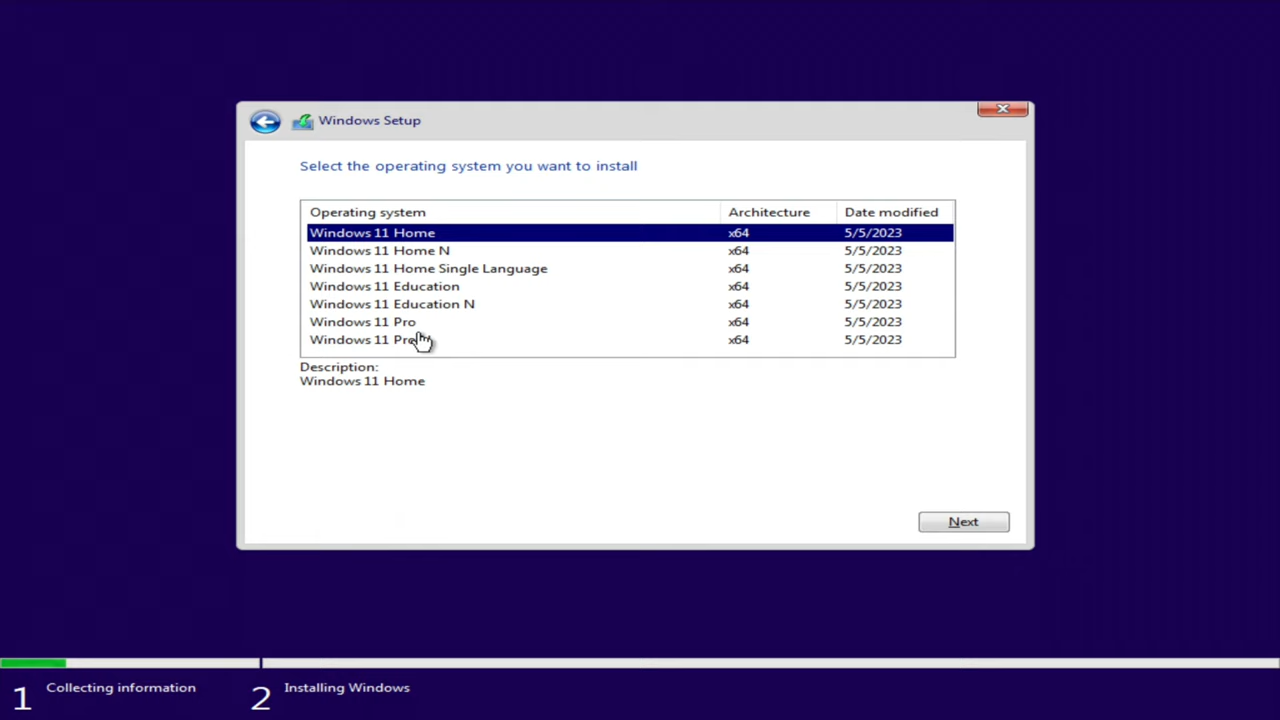 Windows Setup
Select the operating system you want to install
Operating system Architecture Date modified
Windows 11 Home x64 5/5/2023
Windows 11 Home N x64 5/5/2023
Windows 11 Home Single Language x64 5/5/2023
Windows 11 Education x64 5/5/2023
Windows 11 Education N x64 5/5/2023
Windows 11 Pro x64 5/5/2023
Windows 11 Pro x64 5/5/2023
Description:
Windows 11 Home
Next
1 Collecting information 2 Installing Windows